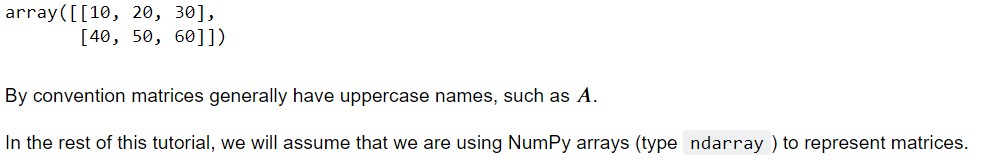 array([[10, 20, 30],
       [40, 50, 60]])
By convention matrices generally have uppercase names, such as A.
In the rest of this tutorial, we will assume that we are using NumPy arrays (type ndarray ) to represent matrices.